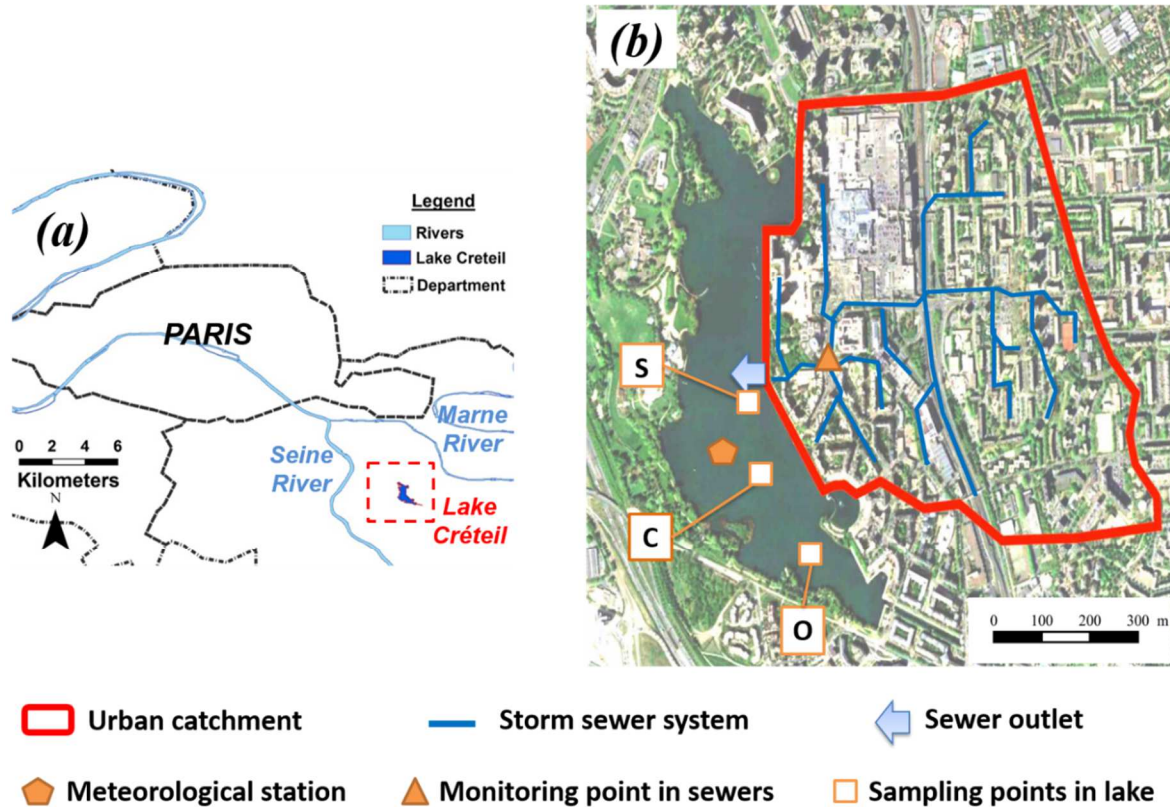 (a)
Legend
Rivers
Lake Creteil
Department
PARIS
Marne
River
Seine
River
Lake
Créteil
0 2 4 6
Kilometers
N
(b)
S
C
O
0 100 200 300 m
Urban catchment
Storm sewer system
Sewer outlet
Meteorological station
Monitoring point in sewers
Sampling points in lake